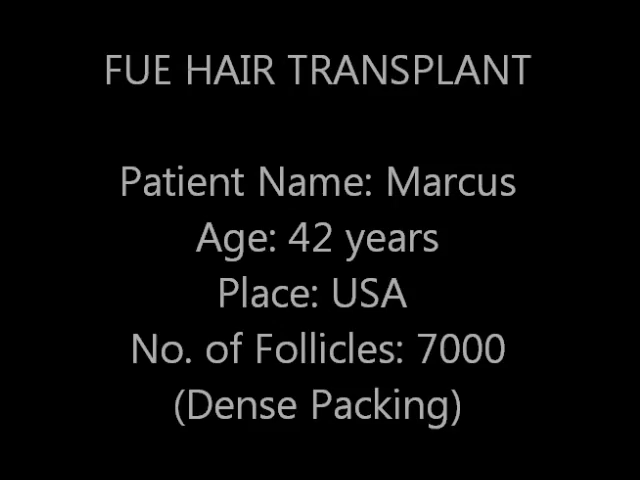 FUE HAIR TRANSPLANT
Patient Name: Marcus
Age: 42 years
Place: USA
No. of Follicles: 7000
(Dense Packing)